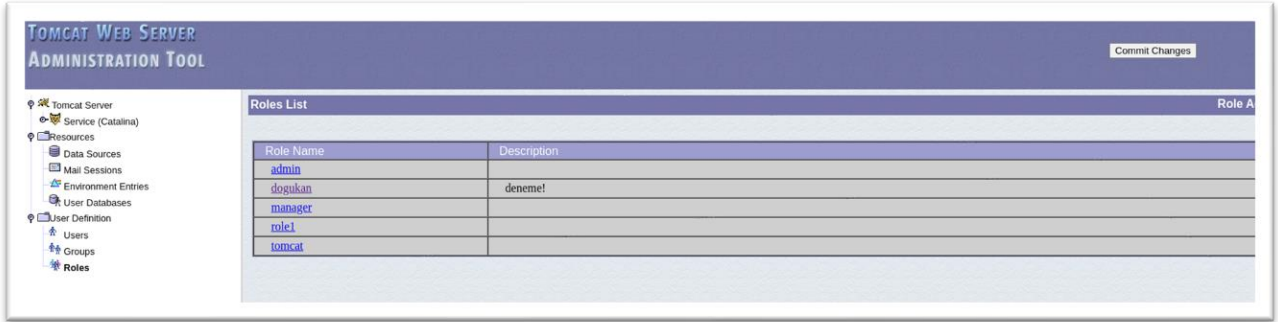 TOMCAT WEB SERVER
ADMINISTRATION TOOL
Commit Changes
Tomcat Server
Service (Catalina)
Resources
Data Sources
Mail Sessions
Environment Entries
User Databases
User Definition
Users
Groups
Roles
Roles List
Role A
Role Name Description
admin
dogukan deneme!
manager
role1
tomcat